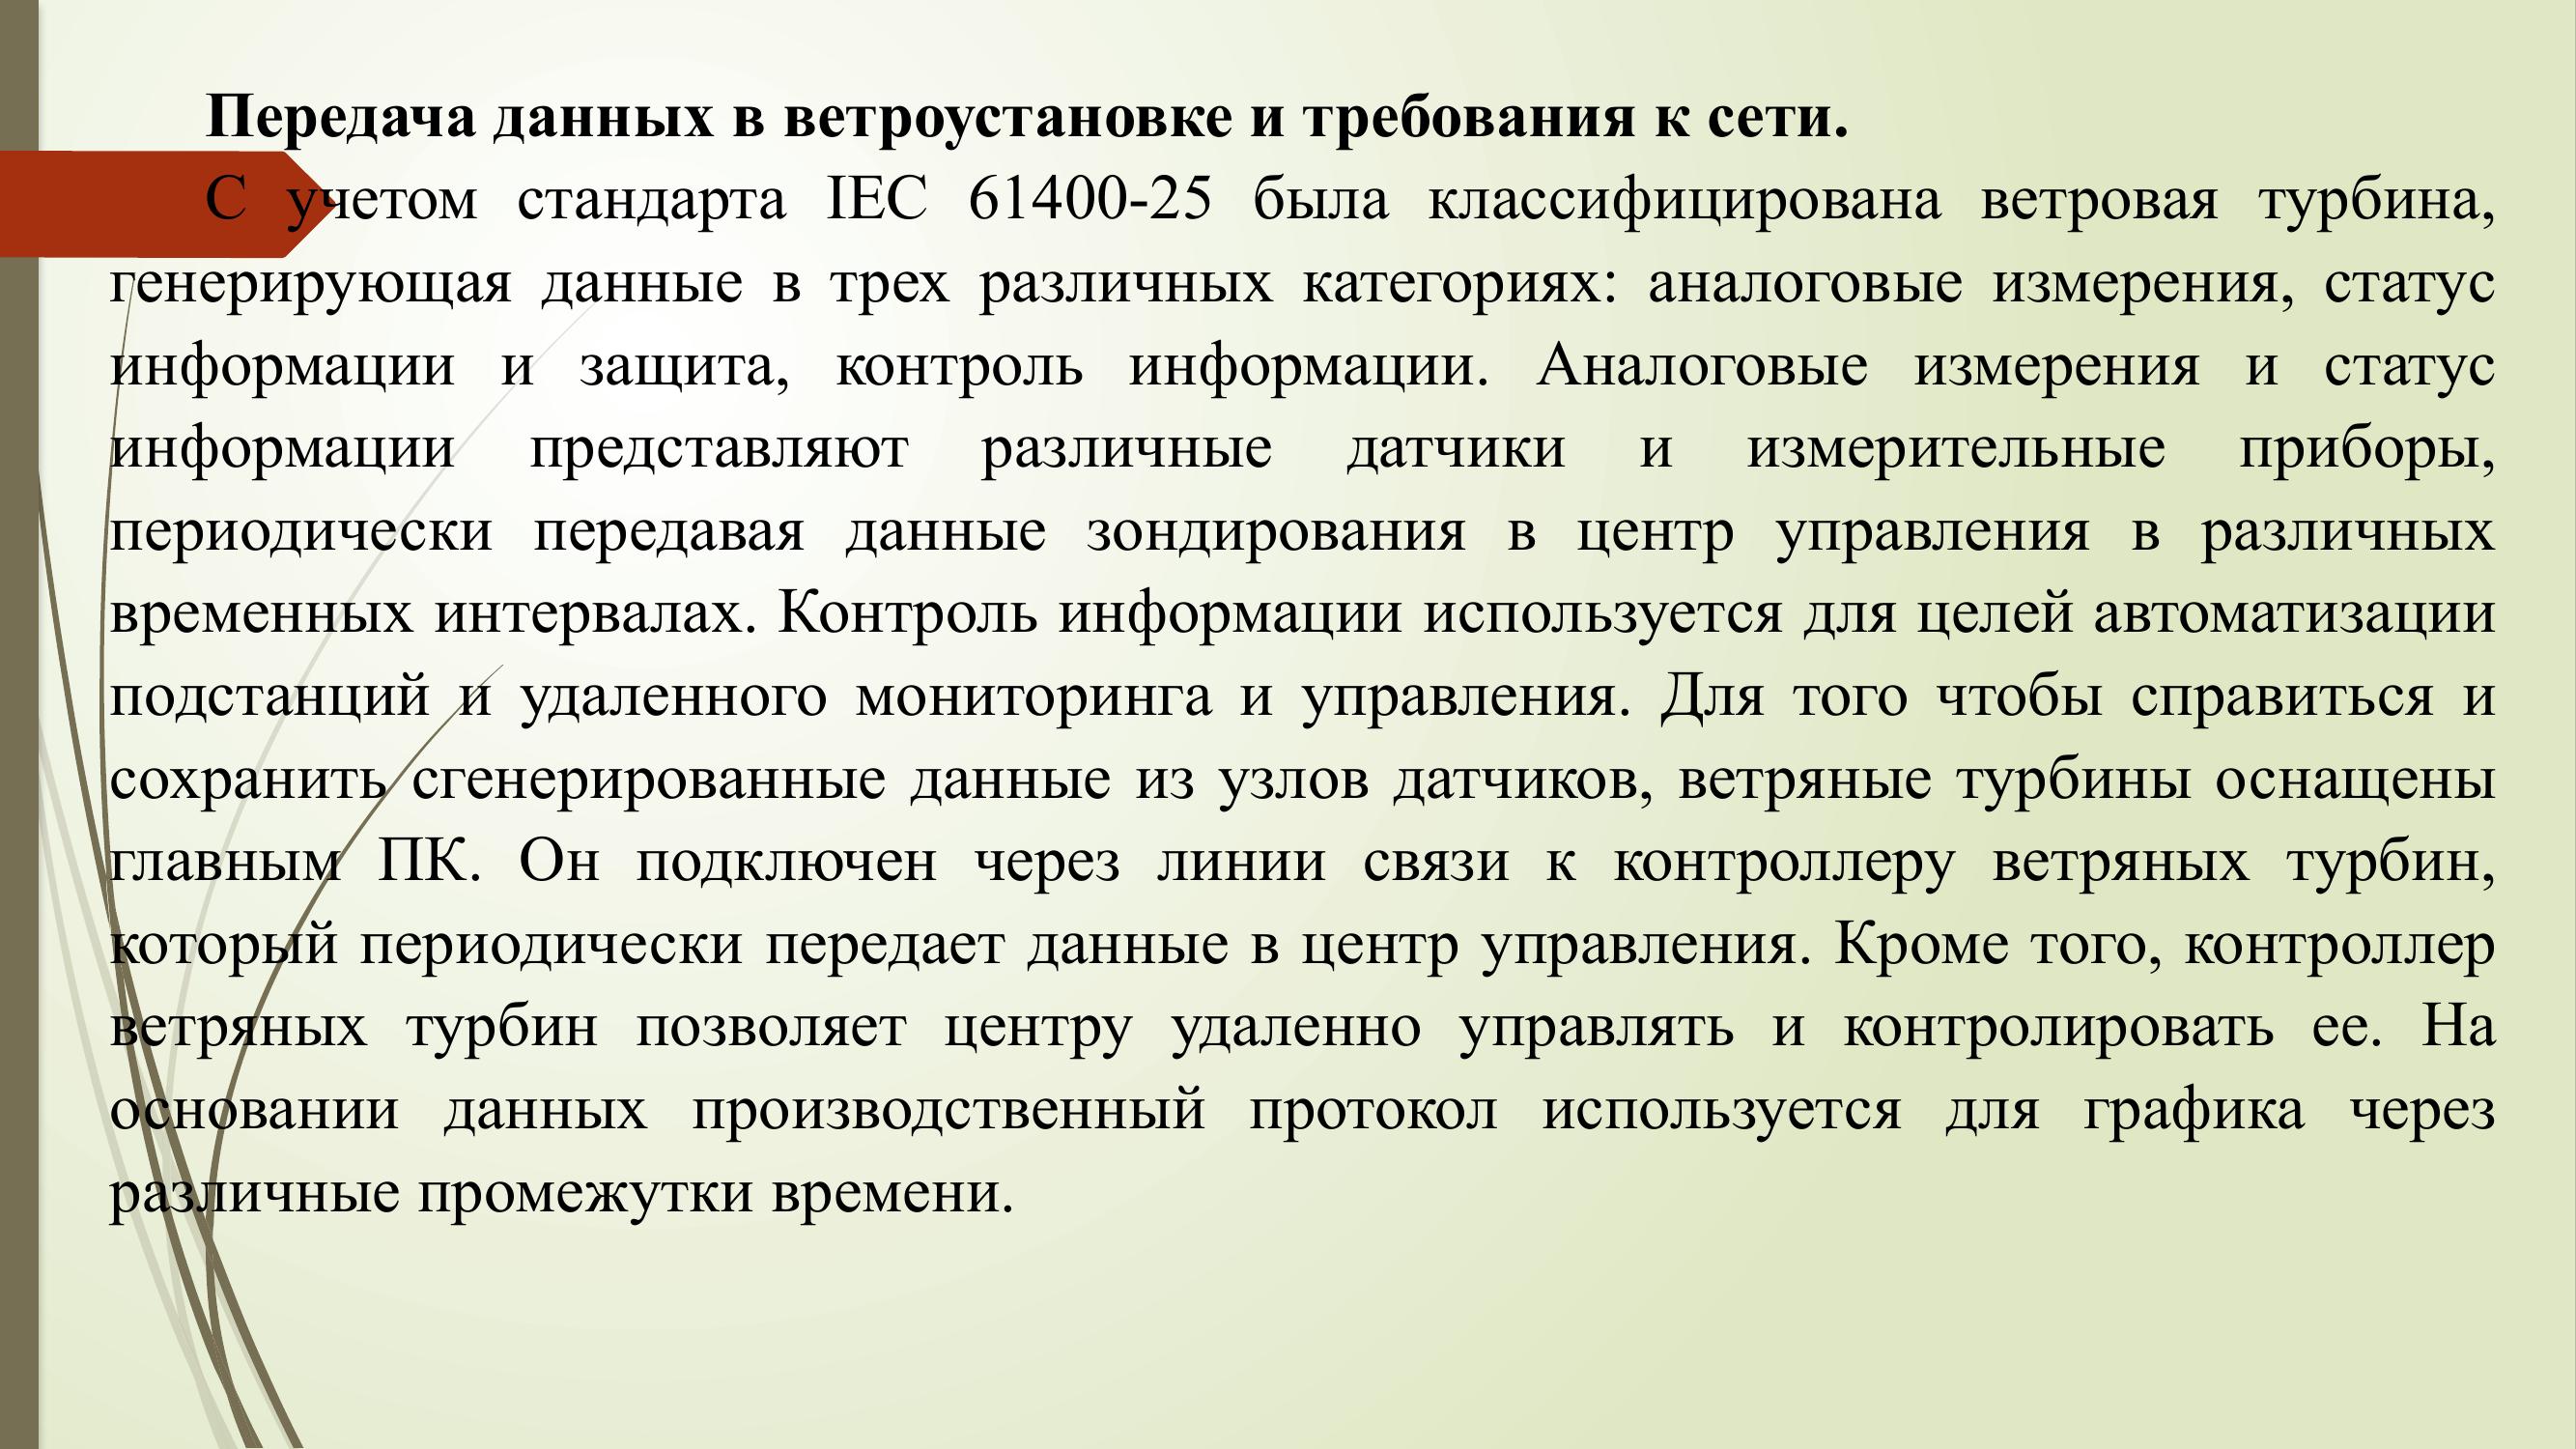 Передача данных в ветроустановке и требования к сети.
С учетом стандарта IEC 61400-25 была классифицирована ветровая турбина,
генерирующая данные в трех различных категориях: аналоговые измерения, статус
информации и защита, контроль информации. Аналоговые измерения и статус
информации представляют различные датчики и измерительные приборы,
периодически передавая данные зондирования в центр управления в различных
временных интервалах. Контроль информации используется для целей автоматизации
подстанций и удаленного мониторинга и управления. Для того чтобы справиться и
сохранить сгенерированные данные из узлов датчиков, ветряные турбины оснащены
главным ПК. Он подключен через линии связи к контроллеру ветряных турбин,
который периодически передает данные в центр управления. Кроме того, контроллер
ветряных турбин позволяет центру удаленно управлять и контролировать ее. На
основании данных производственный протокол используется для графика через
различные промежутки времени.